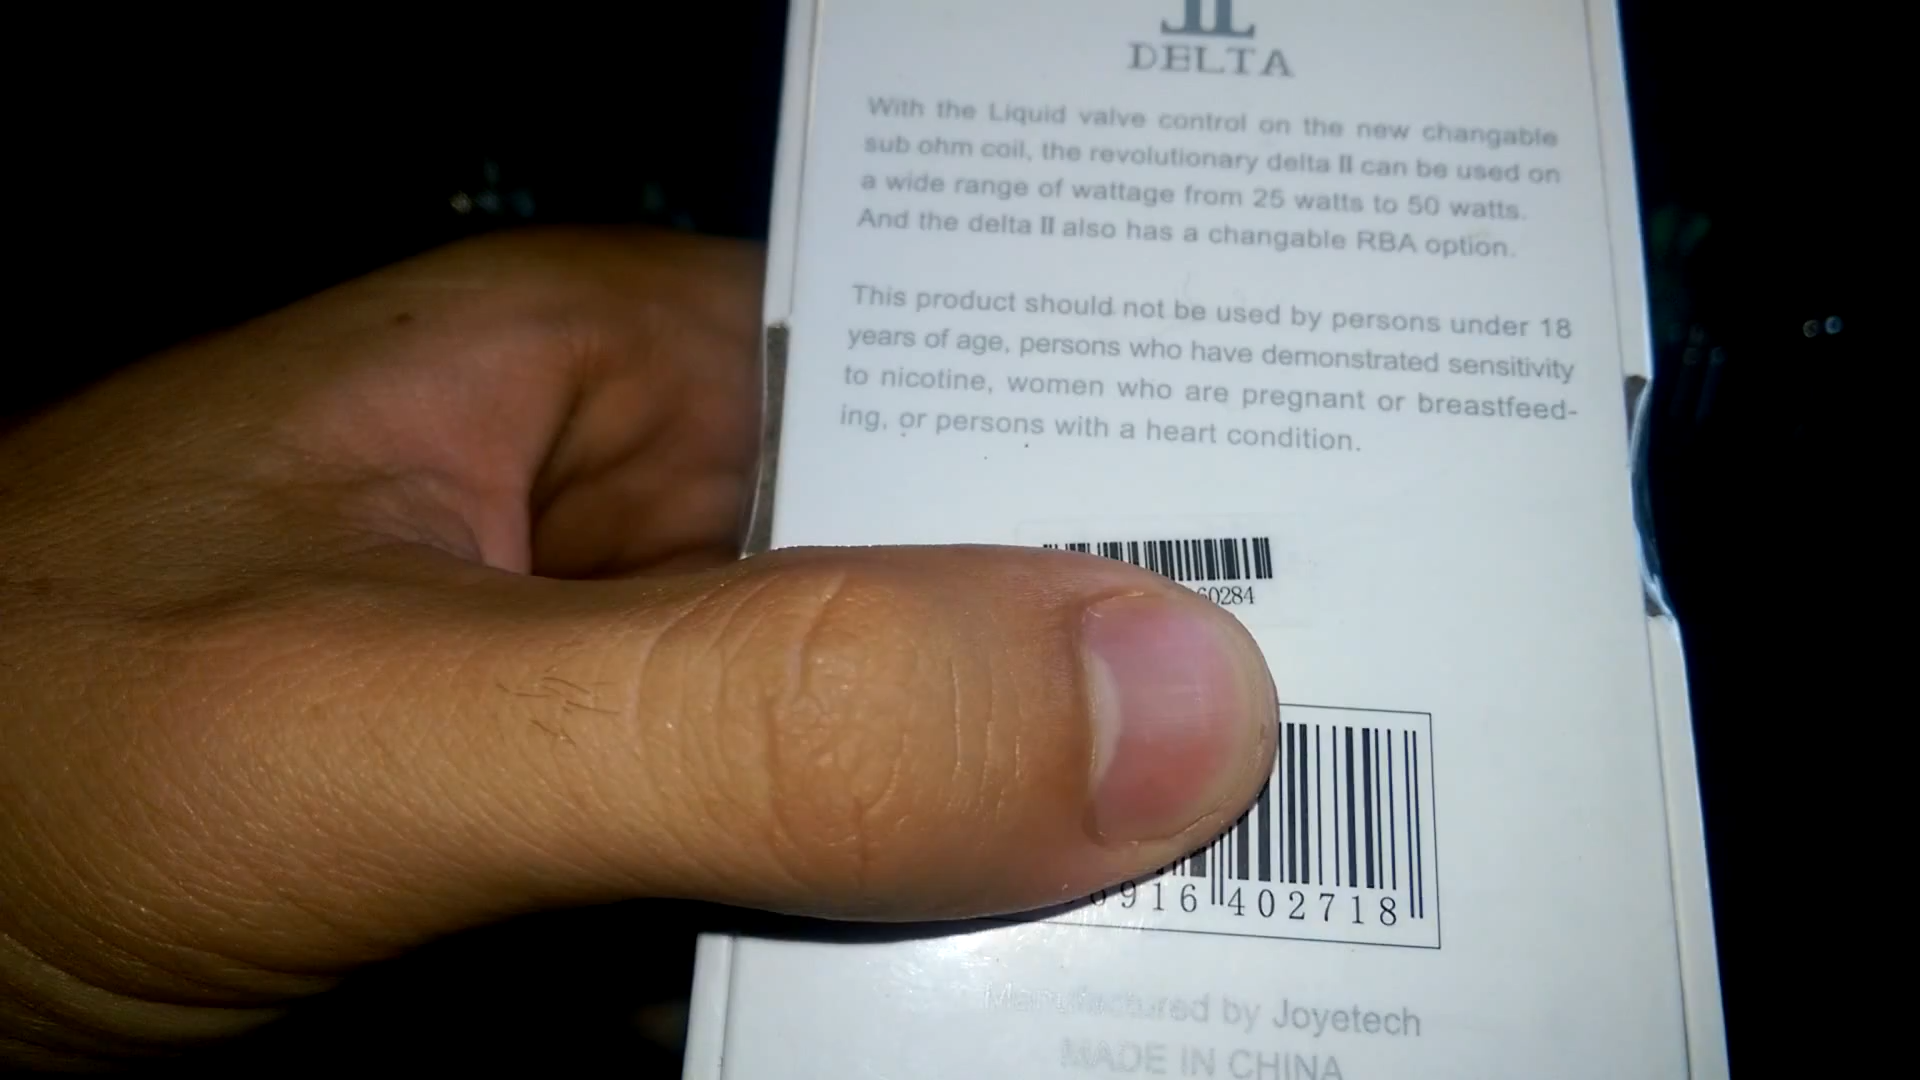 DELTA
With the Liquid valve control on the new changable
sub ohm coil, the revolutionary delta II can be used on
a wide range of wattage from 25 watts to 50 watts.
And the delta II also has a changable RBA option.
This product should not be used by persons under 18
years of age, persons who have demonstrated sensitivity
to nicotine, women who are pregnant or breastfeed-
ing, or persons with a heart condition.
60284
916 402718
Manufactured by Joyetech
MADE IN CHINA